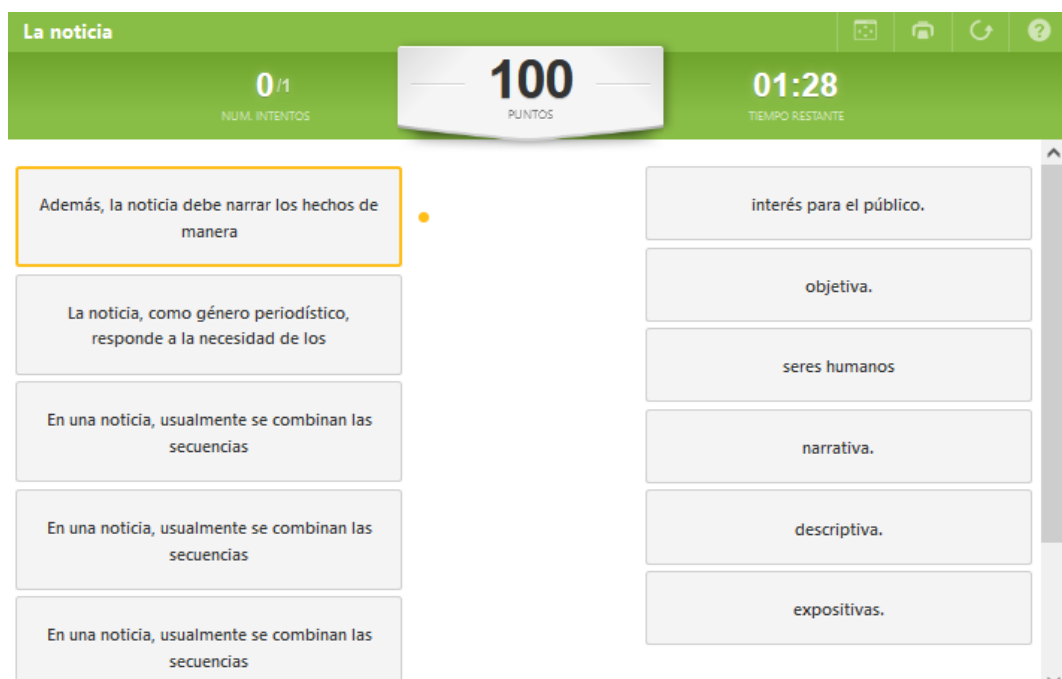 La noticia
0/1
NUM. INTENTOS
100
PUNTOS
01:28
TIEMPO RESTANTE
Además, la noticia debe narrar los hechos de
manera
La noticia, como género periodístico,
responde a la necesidad de los
En una noticia, usualmente se combinan las
secuencias
En una noticia, usualmente se combinan las
secuencias
En una noticia, usualmente se combinan las
secuencias
interés para el público.
objetiva.
seres humanos
narrativa.
descriptiva.
expositivas.